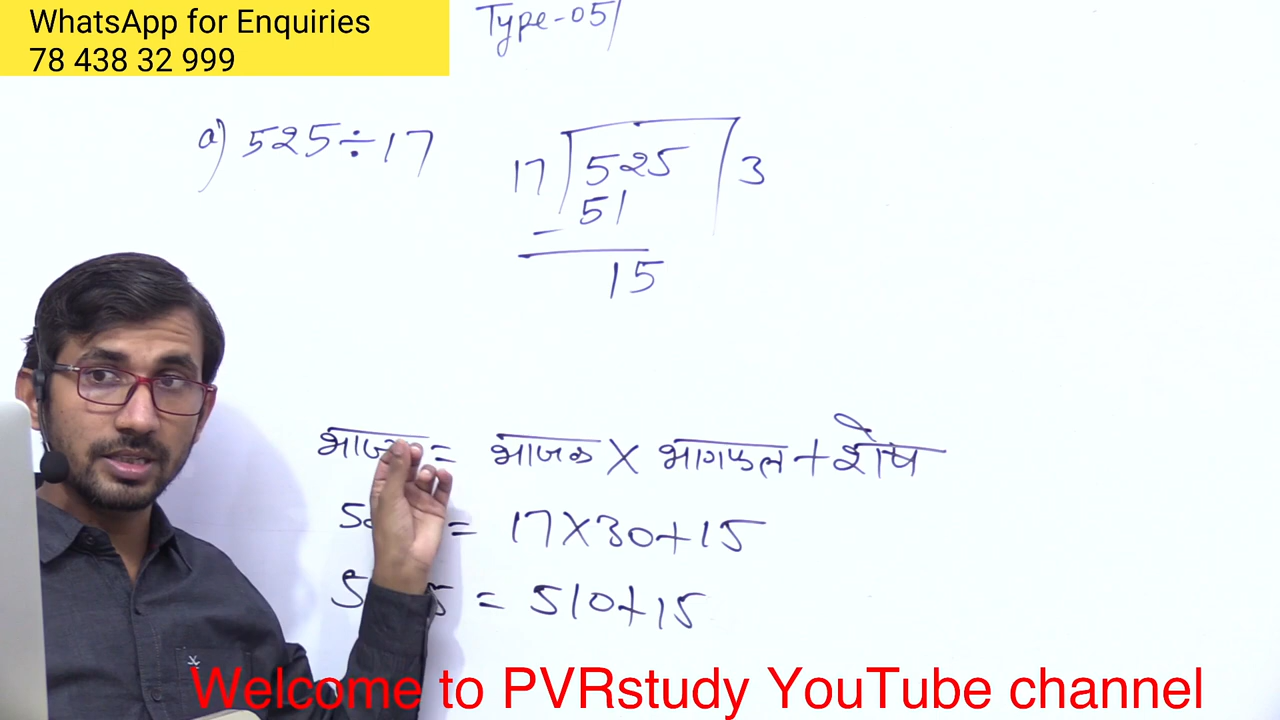 WhatsApp for Enquiries
78 438 32 999
Type-05
a) 525÷17
17 525 3
- 51
15
= भाजक × भागफल + शेष
= 17×30+15
= 510+15
Welcome to PVRstudy YouTube channel